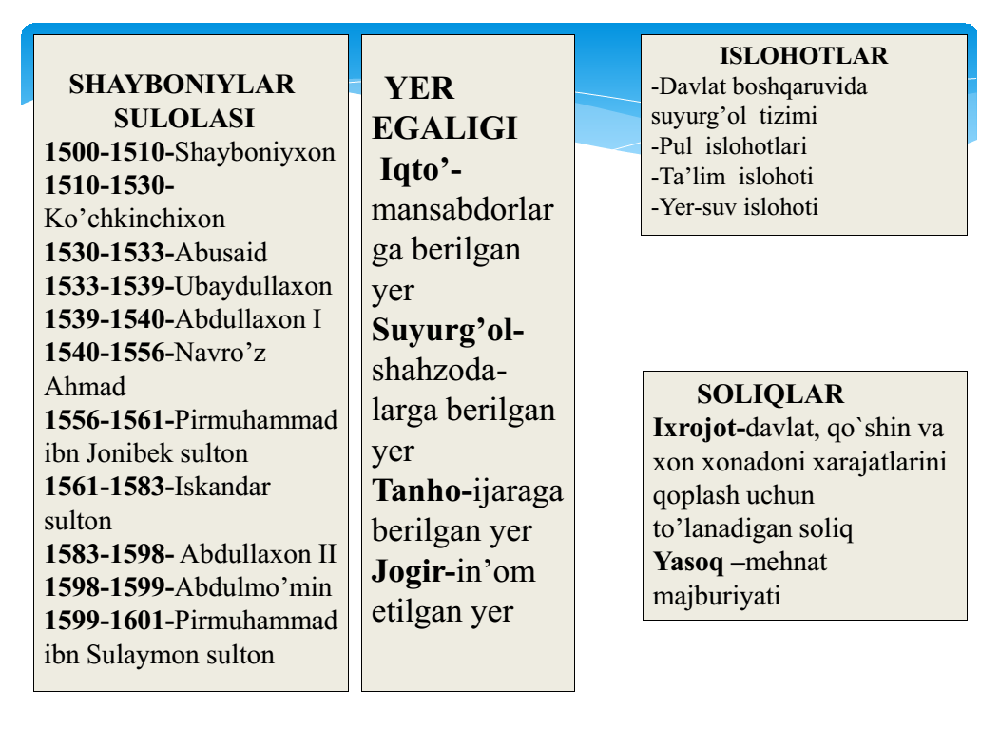 SHAYBONIYLAR
SULOLASI
1500-1510-Shayboniyxon
1510-1530-
Ko’chkinchixon
1530-1533-Abusaid
1533-1539-Ubaydullaxon
1539-1540-Abdullaxon I
1540-1556-Navro’z
Ahmad
1556-1561-Pirmuhammad
ibn Jonibek sulton
1561-1583-Iskandar
sulton
1583-1598- Abdullaxon II
1598-1599-Abdulmo’min
1599-1601-Pirmuhammad
ibn Sulaymon sulton
YER
EGALIGI
Iqto’-
mansabdorlar
ga berilgan
yer
Suyurg’ol-
shahzoda-
larga berilgan
yer
Tanho-ijaraga
berilgan yer
Jogir-in’om
etilgan yer
ISLOHOTLAR
-Davlat boshqaruvida
suyurg’ol tizimi
-Pul islohotlari
-Ta’lim islohoti
-Yer-suv islohoti
SOLIQLAR
Ixrojot-davlat, qo`shin va
xon xonadoni xarajatlarini
qoplash uchun
to’lanadigan soliq
Yasoq –mehnat
majburiyati